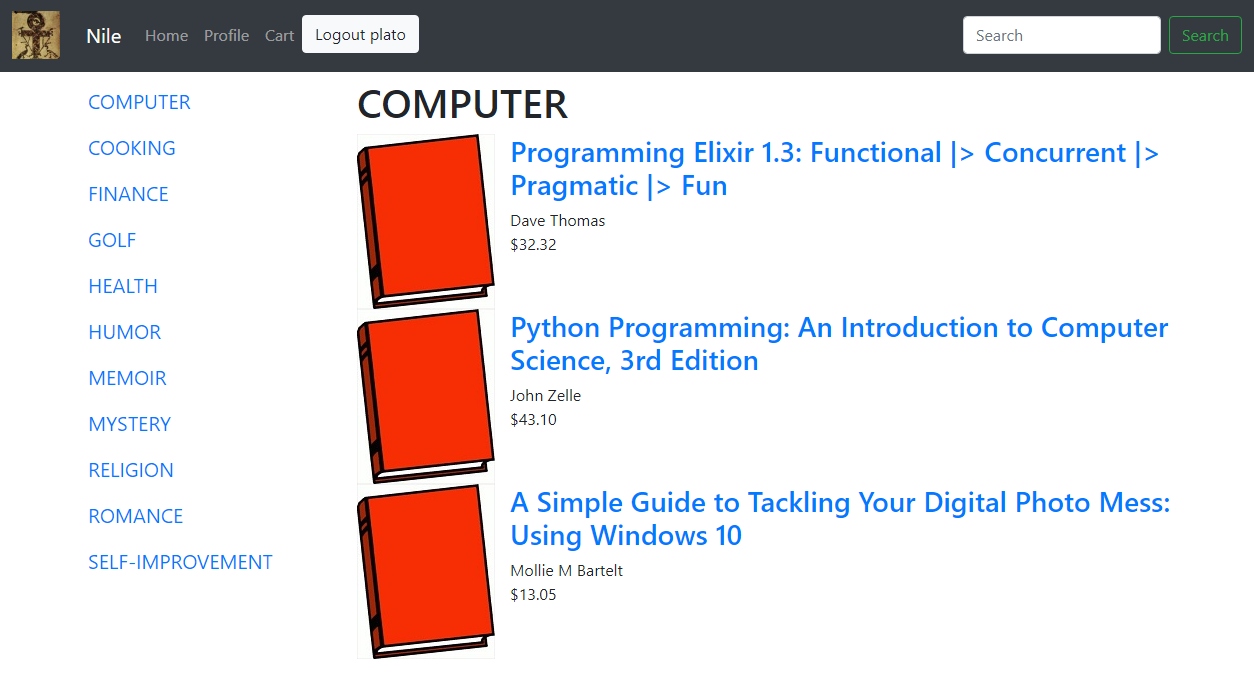 Nile Home Profile Cart Logout plato Search Search
COMPUTER
COOKING
FINANCE
GOLF
HEALTH
HUMOR
MEMOIR
MYSTERY
RELIGION
ROMANCE
SELF-IMPROVEMENT
COMPUTER
Programming Elixir 1.3: Functional |> Concurrent |>
Pragmatic |> Fun
Dave Thomas
$32.32
Python Programming: An Introduction to Computer
Science, 3rd Edition
John Zelle
$43.10
A Simple Guide to Tackling Your Digital Photo Mess:
Using Windows 10
Mollie M Bartelt
$13.05